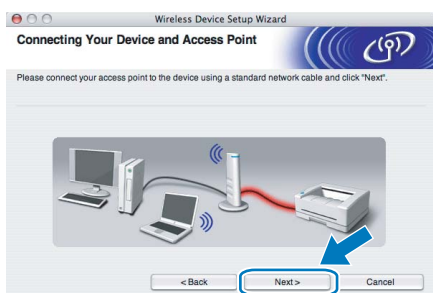 Wireless Device Setup Wizard
Connecting Your Device and Access Point
Please connect your access point to the device using a standard network cable and click "Next".
< Back
Next >
Cancel